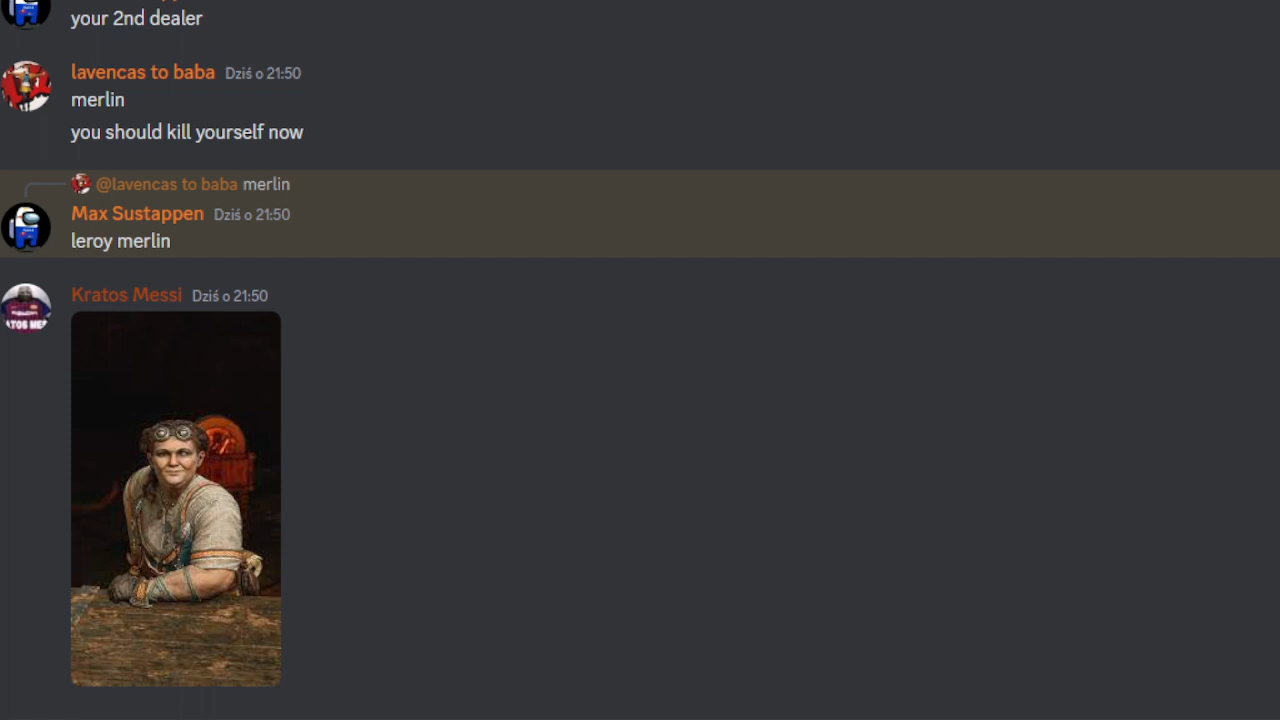 your 2nd dealer
lavencas to baba Dziś o 21:50
merlin
you should kill yourself now
@lavencas to baba merlin
Max Sustappen Dziś o 21:50
leroy merlin
Kratos Messi Dziś o 21:50